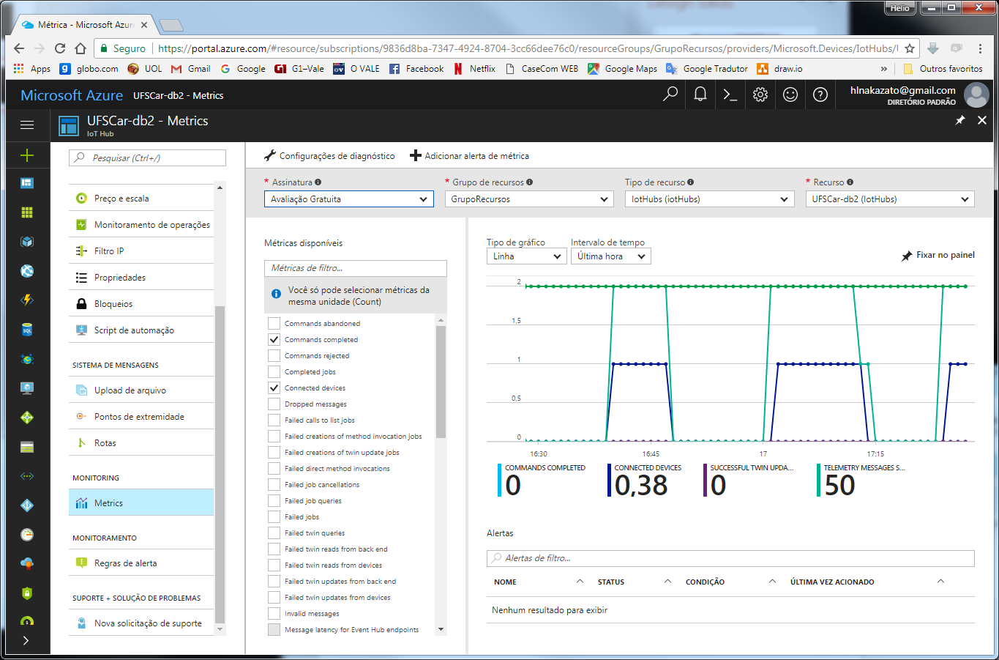 Design Ideas
Helio
Métrica - Microsoft Azure
Seguro
https://portal.azure.com/#resource/subscriptions/9836d8ba-7347-4924-8704-3cc66dee76c0/resourceGroups/GrupoRecursos/providers/Microsoft.Devices/IotHubs/
Apps globo.com UOL Gmail Google G1-Vale O VALE Facebook Netflix CaseCom WEB Google Maps Google Tradutor draw.io » Outros favoritos
Microsoft Azure UFSCar-db2 - Metrics
hlnakazato@gmail.com
DIRETÓRIO PADRÃO
UFSCar-db2 - Metrics
IoT Hub
Pesquisar (Ctrl+/)
Preço e escala
Monitoramento de operações
Filtro IP
Propriedades
Bloqueios
Script de automação
SISTEMA DE MENSAGENS
Upload de arquivo
Pontos de extremidade
Rotas
MONITORING
Metrics
MONITORAMENTO
Regras de alerta
SUPORTE + SOLUÇÃO DE PROBLEMAS
Nova solicitação de suporte
Configurações de diagnóstico Adicionar alerta de métrica
* Assinatura * Grupo de recursos Tipo de recurso * Recurso
Avaliação Gratuita GrupoRecursos IotHubs (iotHubs) UFSCar-db2 (IotHubs)
Métricas disponíveis
Métricas de filtro...
Você só pode selecionar métricas da
mesma unidade (Count)
Commands abandoned
Commands completed
Commands rejected
Completed jobs
Connected devices
Dropped messages
Failed calls to list jobs
Failed creations of method invocation jobs
Failed creations of twin update jobs
Failed direct method invocations
Failed job cancellations
Failed job queries
Failed jobs
Failed twin queries
Failed twin reads from back end
Failed twin reads from devices
Failed twin updates from back end
Failed twin updates from devices
Invalid messages
Message latency for Event Hub endpoints
Tipo de gráfico Intervalo de tempo
Linha Última hora
Fixar no painel
2
1,5
1
0,5
0
16:30 16:45 17 17:15
COMMANDS COMPLETED CONNECTED DEVICES SUCCESSFUL TWIN UPDA... TELEMETRY MESSAGES S...
0 0,38 0 50
Alertas
Alertas de filtro...
NOME STATUS CONDIÇÃO ÚLTIMA VEZ ACIONADO
Nenhum resultado para exibir